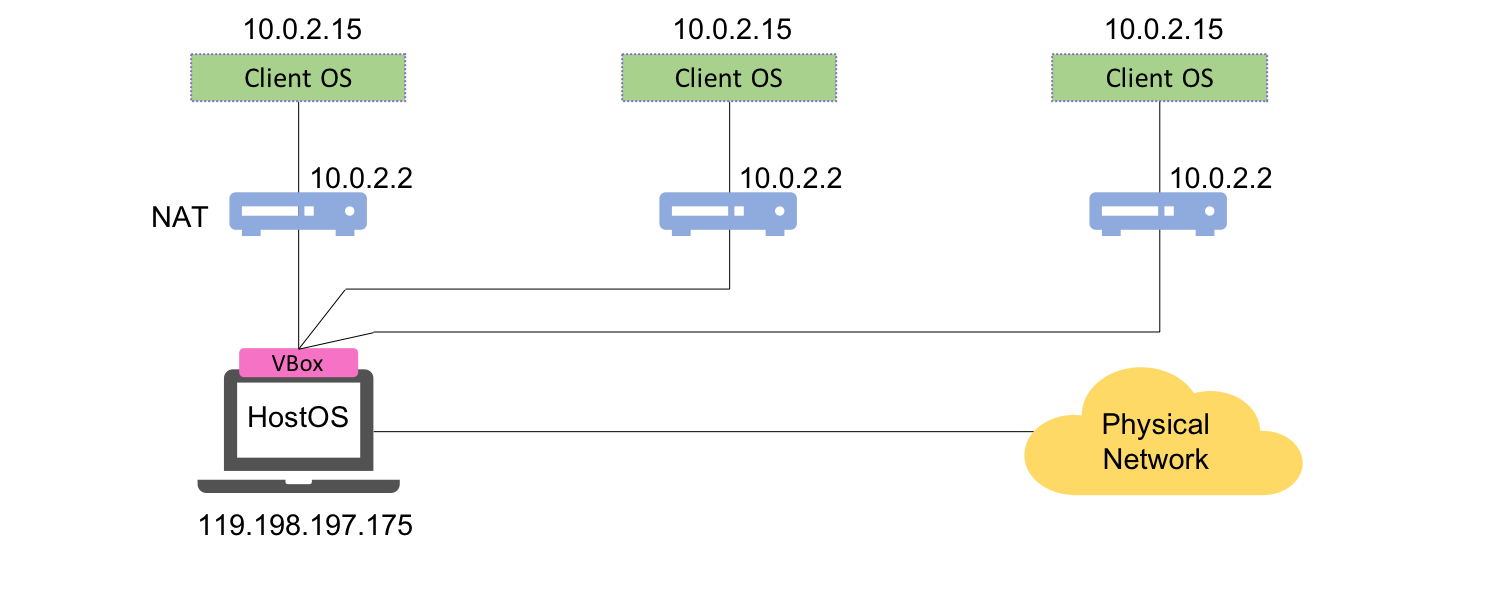 10.0.2.15
10.0.2.15
10.0.2.15
Client OS
Client OS
Client OS
10.0.2.2
10.0.2.2
10.0.2.2
NAT
VBox
HostOS
Physical
Network
119.198.197.175